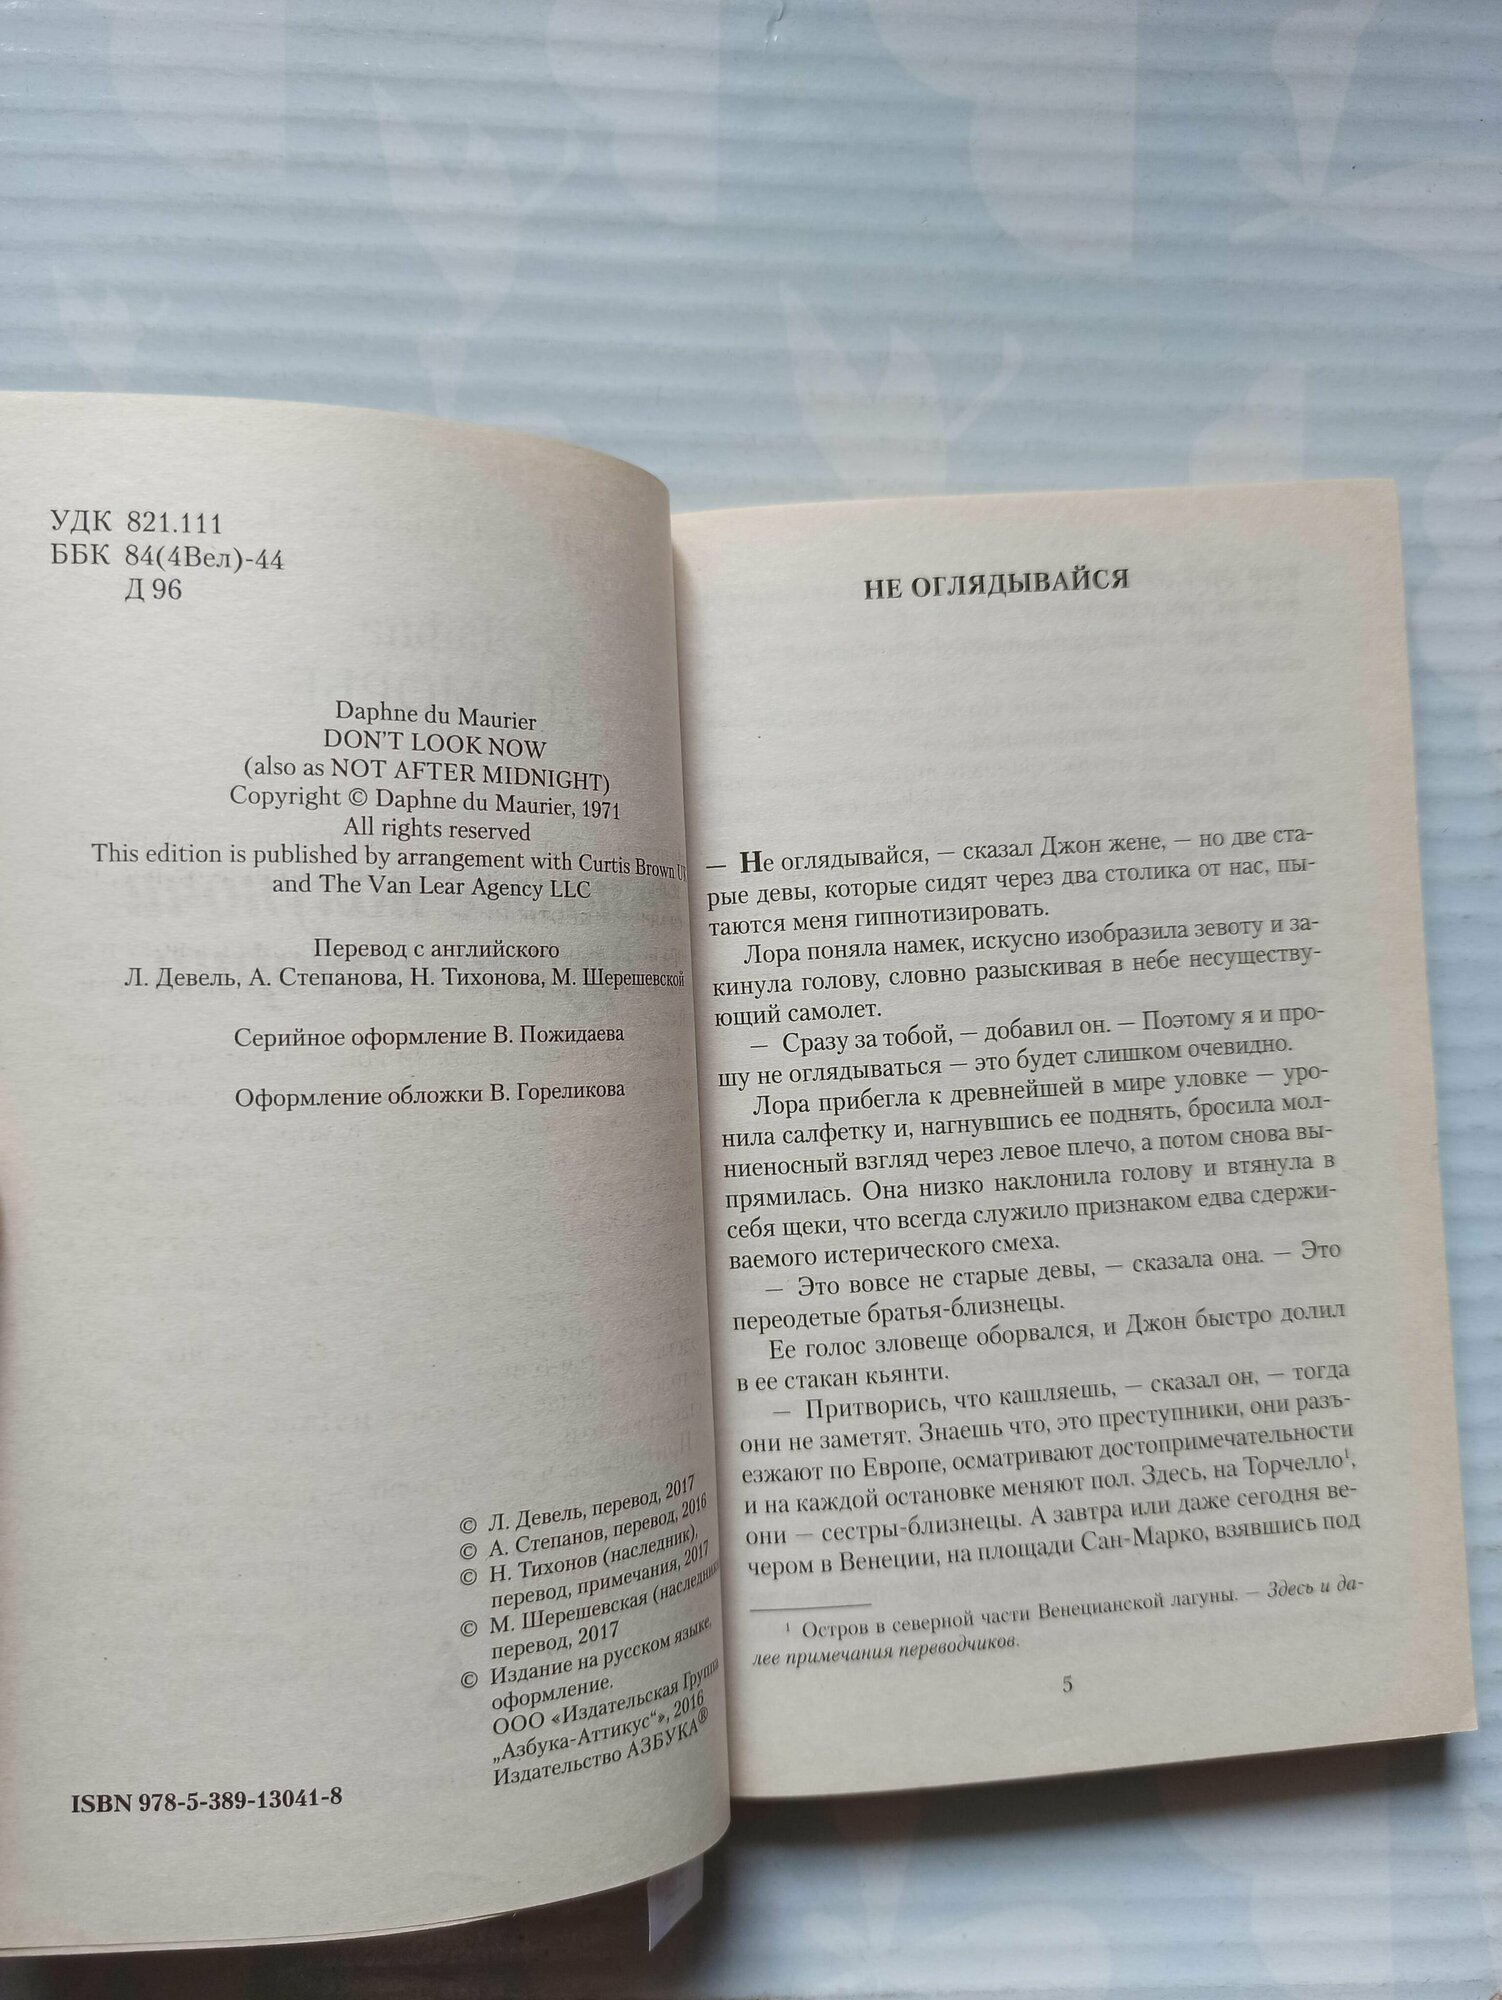 УДК 821.111
ББК 84(4Вел)-44
Д 96
Daphne du Maurier
DON'T LOOK NOW
(also as NOT AFTER MIDNIGHT)
Copyright © Daphne du Maurier, 1971
All rights reserved
This edition is published by arrangement with Curtis Brown
and The Van Lear Agency LLC
Перевод с английского
Л. Девель, А. Степанова, Н. Тихонова, М. Шерешевской
Серийное оформление В. Пожидаева
Оформление обложки В. Гореликова
© Л. Девель, перевод, 2017
© А. Степанов, перевод, 2016
© Н. Тихонов (наследник),
перевод, примечания, 2017
© М. Шерешевская
перевод, 2017
© Издание на русском языке,
оформление.
ООО «Издательская Группа
„Азбука-Аттикус“», 2016
Издательство АЗБУКА®
ISBN 978-5-389-13041-8
НЕ ОГЛЯДЫВАЙСЯ
— Не оглядывайся, — сказал Джон жене, — но две ста-
рые девы, которые сидят через два столика от нас, пы-
таются меня гипнотизировать.
Лора поняла намек, искусно изобразила зевоту и за-
кинула голову, словно разыскивая в небе несуществу-
ющий самолет.
— Сразу за тобой, — добавил он. — Поэтому я и про-
шу не оглядываться — это будет слишком очевидно.
Лора прибегла к древнейшей в мире уловке — уро-
нила салфетку и, нагнувшись ее поднять, бросила мол-
ниеносный взгляд через левое плечо, а потом снова вы-
прямилась. Она низко наклонила голову и втянула в
себя щеки, что всегда служило признаком едва сдержи-
ваемого истерического смеха.
— Это вовсе не старые девы, — сказала она. — Это
переодетые братья-близнецы.
Ее голос зловеще оборвался, и Джон быстро долил
в ее стакан кьянти.
— Притворись, что кашляешь, — сказал он, — тогда
они не заметят. Знаешь что, это преступники, они разъ-
езжают по Европе, осматривают достопримечательности
и на каждой остановке меняют пол. Здесь, на Торчелло¹,
они — сестры-близнецы. А завтра или даже сегодня ве-
чером в Венеции, на площади Сан-Марко, взявшись под
¹ Остров в северной части Венецианской лагуны. — Здесь и да-
лее примечания переводчиков.
5